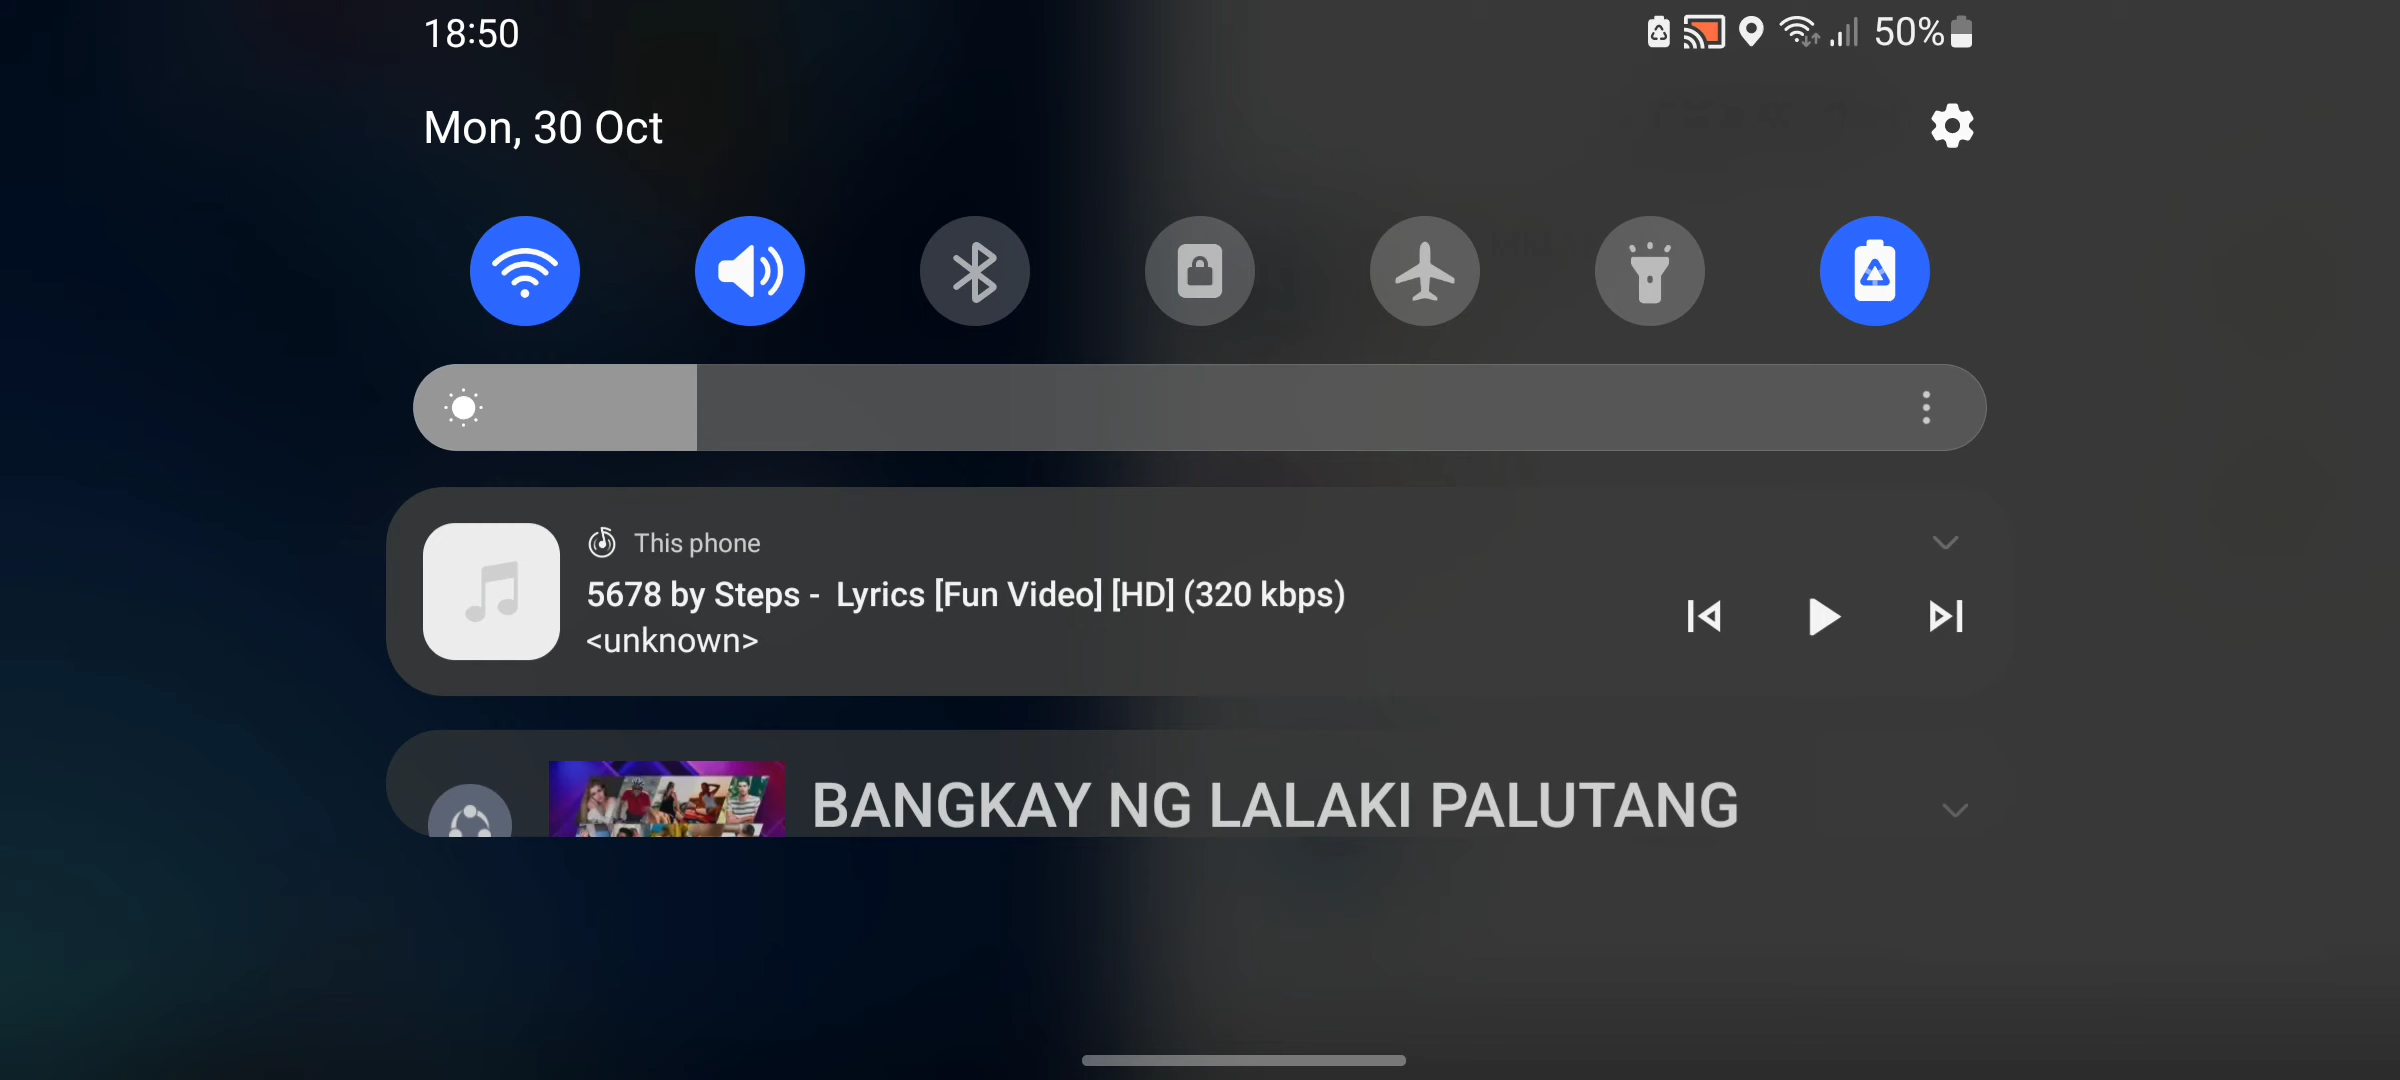 18:50
50%
Mon, 30 Oct
This phone
5678 by Steps - Lyrics [Fun Video] [HD] (320 kbps)
<unknown>
BANGKAY NG LALAKI PALUTANG